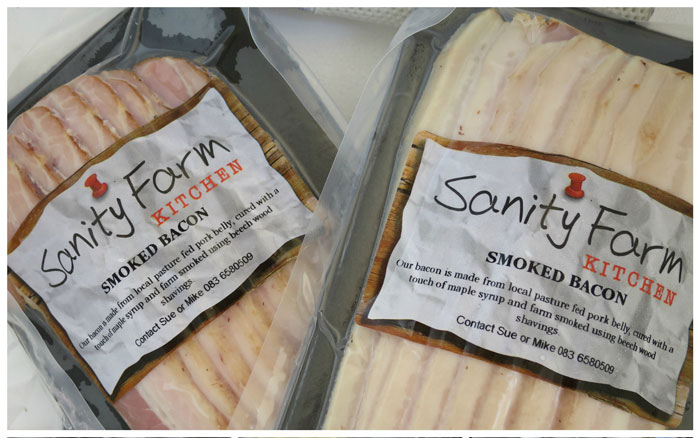 Sanity Farm
KITCHEN
SMOKED BACON
Our bacon is made from local pasture fed pork belly, cured with a
touch of maple syrup and farm smoked using beech wood
shavings.
Contact Sue or Mike 083 6580509
Sanity Farm
KITCHEN
SMOKED BACON
Our bacon is made from local pasture fed pork belly, cured with a
touch of maple syrup and farm smoked using beech wood
shavings.
Contact Sue or Mike 083 6580509